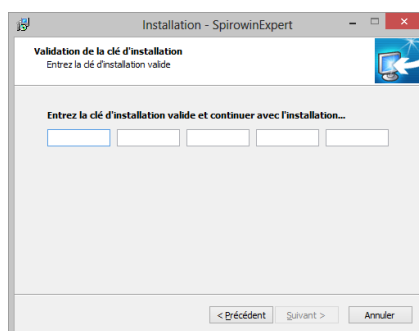 Installation - SpirowinExpert
Validation de la clé d'installation
Entrez la clé d'installation valide
Entrez la clé d'installation valide et continuer avec l'installation...
< Précédent
Suivant >
Annuler